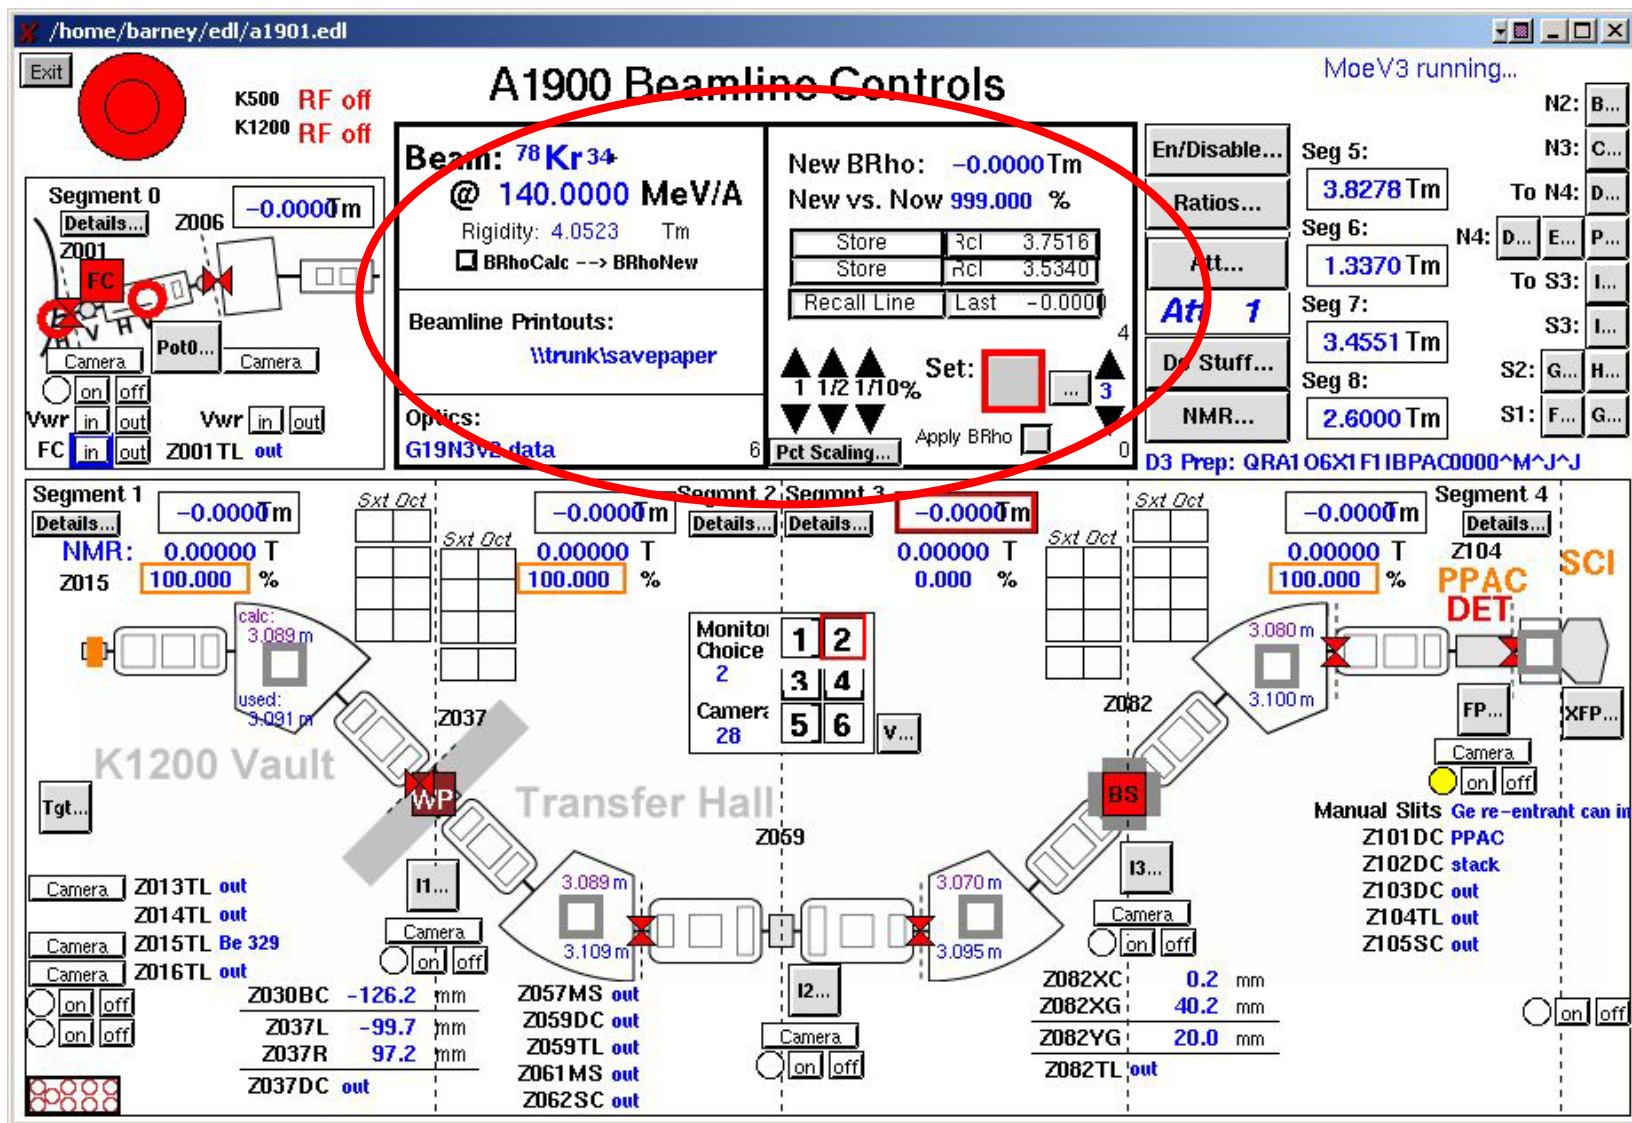 /home/barney/edl/a1901.edl
Exit
K500 RF off
K1200 RF off
A1900 Beamline Controls
MoeV3 running...
Segment 0
Details...
Z006
-0.0000Tm
Z001
FC
H V
H V
Camera
Pot0...
Camera
on off
Vwr in out
Vwr in out
FC in out
Z001TL out
Beam: 78Kr34+
@ 140.0000 MeV/A
Rigidity: 4.0523 Tm
BRhoCalc --> BRhoNew
Beamline Printouts:
\\trunk\savepaper
Optics:
G19N3V2.data
6
New BRho: -0.0000 Tm
New vs. Now 999.000 %
Store Rcl 3.7516
Store Rcl 3.5340
Recall Line Last -0.0000
4
1 1/2 1/10%
Set:
...
3
Apply BRho
Pct Scaling...
0
En/Disable...
Ratios...
Att...
Att 1
Do Stuff...
NMR...
Seg 5:
3.8278 Tm
Seg 6:
1.3370 Tm
Seg 7:
3.4551 Tm
Seg 8:
2.6000 Tm
N2: B...
N3: C...
To N4: D...
N4: D... E... P...
To S3: I...
S3: I...
S2: G... H...
S1: F... G...
D3 Prep: QRA1O6X1F1IBPAC0000^M^J^J
Segment 1
Details...
-0.0000Tm
NMR: 0.00000 T
Z015
100.000 %
Sxt Oct
Sxt Oct
Segmnt 2
-0.0000Tm
Details...
0.00000 T
100.000 %
Segmnt 3
Details...
-0.0000Tm
0.00000 T
0.000 %
Sxt Oct
Sxt Oct
Segment 4
-0.0000Tm
Details...
0.00000 T
100.000 %
Z104
PPAC
SCI
DET
calc:
3.089 m
used:
3.091 m
Z037
K1200 Vault
WP
Transfer Hall
Tgt...
Monitor
Choice
2
Camera
28
1 2
3 4
5 6
V...
Z059
Z082
BS
3.080 m
3.100 m
FP...
XFP...
Camera
on off
Manual Slits Ge re-entrant can in
Z101DC PPAC
Z102DC stack
Z103DC out
Z104TL out
Z105SC out
on off
I1...
Camera
on off
3.089 m
3.109 m
3.070 m
3.095 m
I2...
Camera
on off
I3...
Camera
on off
Camera Z013TL out
Z014TL out
Camera Z015TL Be 329
Camera Z016TL out
on off
on off
Z030BC -126.2 mm
Z037L -99.7 mm
Z037R 97.2 mm
Z037DC out
Z057MS out
Z059DC out
Z059TL out
Z061MS out
Z062SC out
Z082XC 0.2 mm
Z082XG 40.2 mm
Z082YG 20.0 mm
Z082TL out